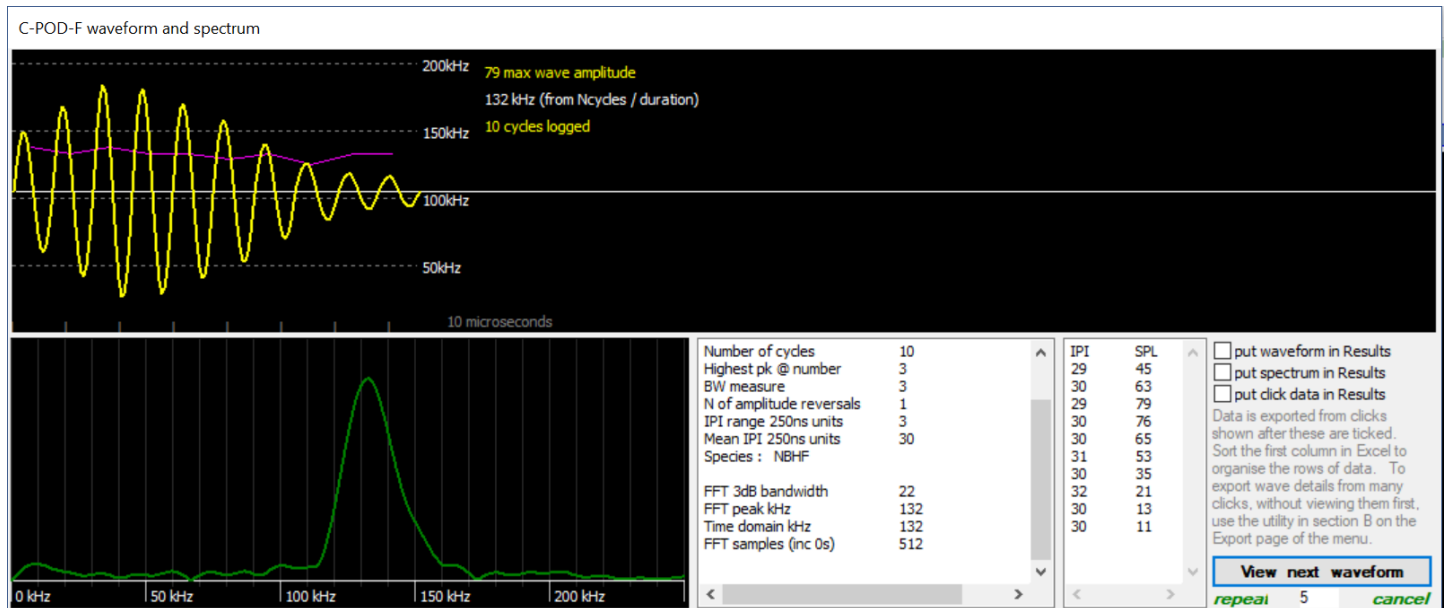 C-POD-F waveform and spectrum
200kHz
79 max wave amplitude
132 kHz (from Ncycles / duration)
10 cycles logged
150kHz
100kHz
50kHz
10 microseconds
0 kHz
50 kHz
100 kHz
150 kHz
200 kHz
Number of cycles 10
Highest pk @ number 3
BW measure 3
N of amplitude reversals 1
IPI range 250ns units 3
Mean IPI 250ns units 30
Species : NBHF
FFT 3dB bandwidth 22
FFT peak kHz 132
Time domain kHz 132
FFT samples (inc 0s) 512
IPI SPL
29 45
30 63
29 79
30 76
30 65
31 53
30 35
32 21
30 13
30 11
put waveform in Results
put spectrum in Results
put click data in Results
Data is exported from clicks
shown after these are ticked.
Sort the first column in Excel to
organise the rows of data. To
export wave details from many
clicks, without viewing them first,
use the utility in section B on the
Export page of the menu.
View next waveform
repeat 5 cancel